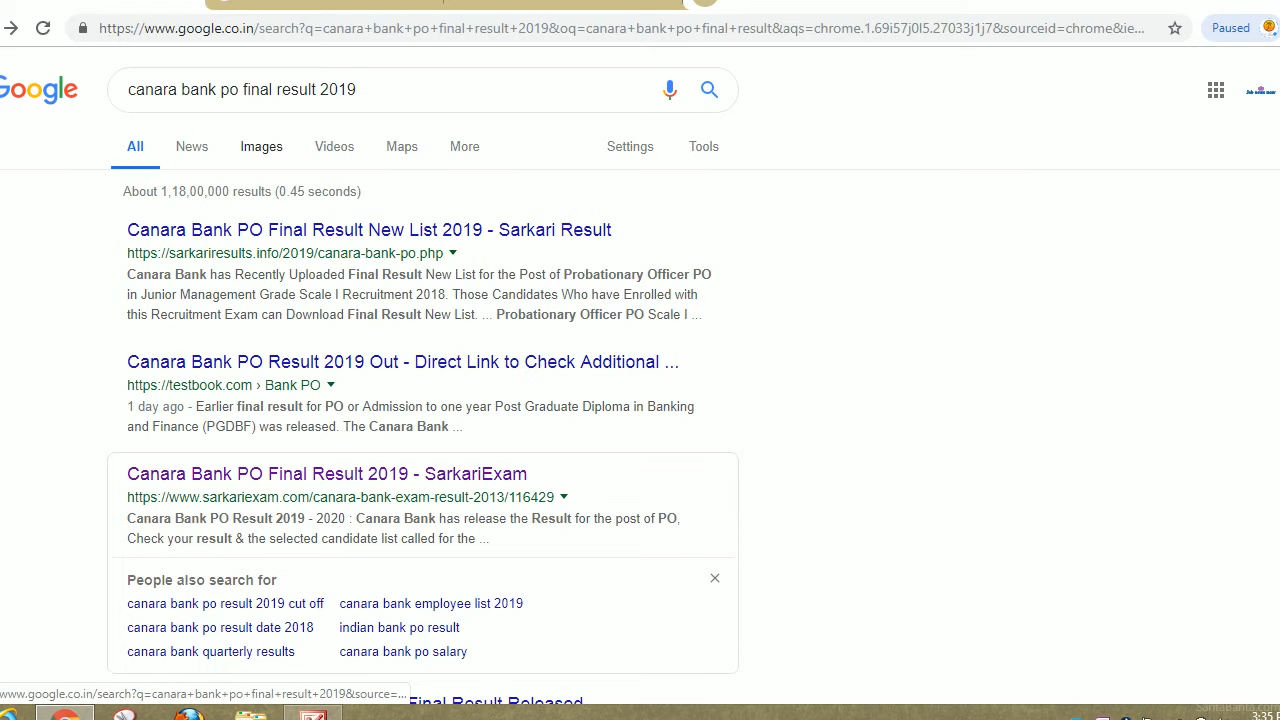 https://www.google.co.in/search?q=canara+bank+po+final+result+2019&oq=canara+bank+po+final+result&aqs=chrome.1.69i57j0l5.27033j1j7&sourceid=chrome&ie...
Paused
Google
canara bank po final result 2019
All News Images Videos Maps More Settings Tools
About 1,18,00,000 results (0.45 seconds)
Canara Bank PO Final Result New List 2019 - Sarkari Result
https://sarkariresults.info/2019/canara-bank-po.php
Canara Bank has Recently Uploaded Final Result New List for the Post of Probationary Officer PO
in Junior Management Grade Scale I Recruitment 2018. Those Candidates Who have Enrolled with
this Recruitment Exam can Download Final Result New List. ... Probationary Officer PO Scale I ...
Canara Bank PO Result 2019 Out - Direct Link to Check Additional ...
https://testbook.com › Bank PO
1 day ago - Earlier final result for PO or Admission to one year Post Graduate Diploma in Banking
and Finance (PGDBF) was released. The Canara Bank ...
Canara Bank PO Final Result 2019 - SarkariExam
https://www.sarkariexam.com/canara-bank-exam-result-2013/116429
Canara Bank PO Result 2019 - 2020 : Canara Bank has release the Result for the post of PO,
Check your result & the selected candidate list called for the ...
People also search for
canara bank po result 2019 cut off canara bank employee list 2019
canara bank po result date 2018 indian bank po result
canara bank quarterly results canara bank po salary
www.google.co.in/search?q=canara+bank+po+final+result+2019&source=...
Final Result Released
SantaBanta.com
3:35